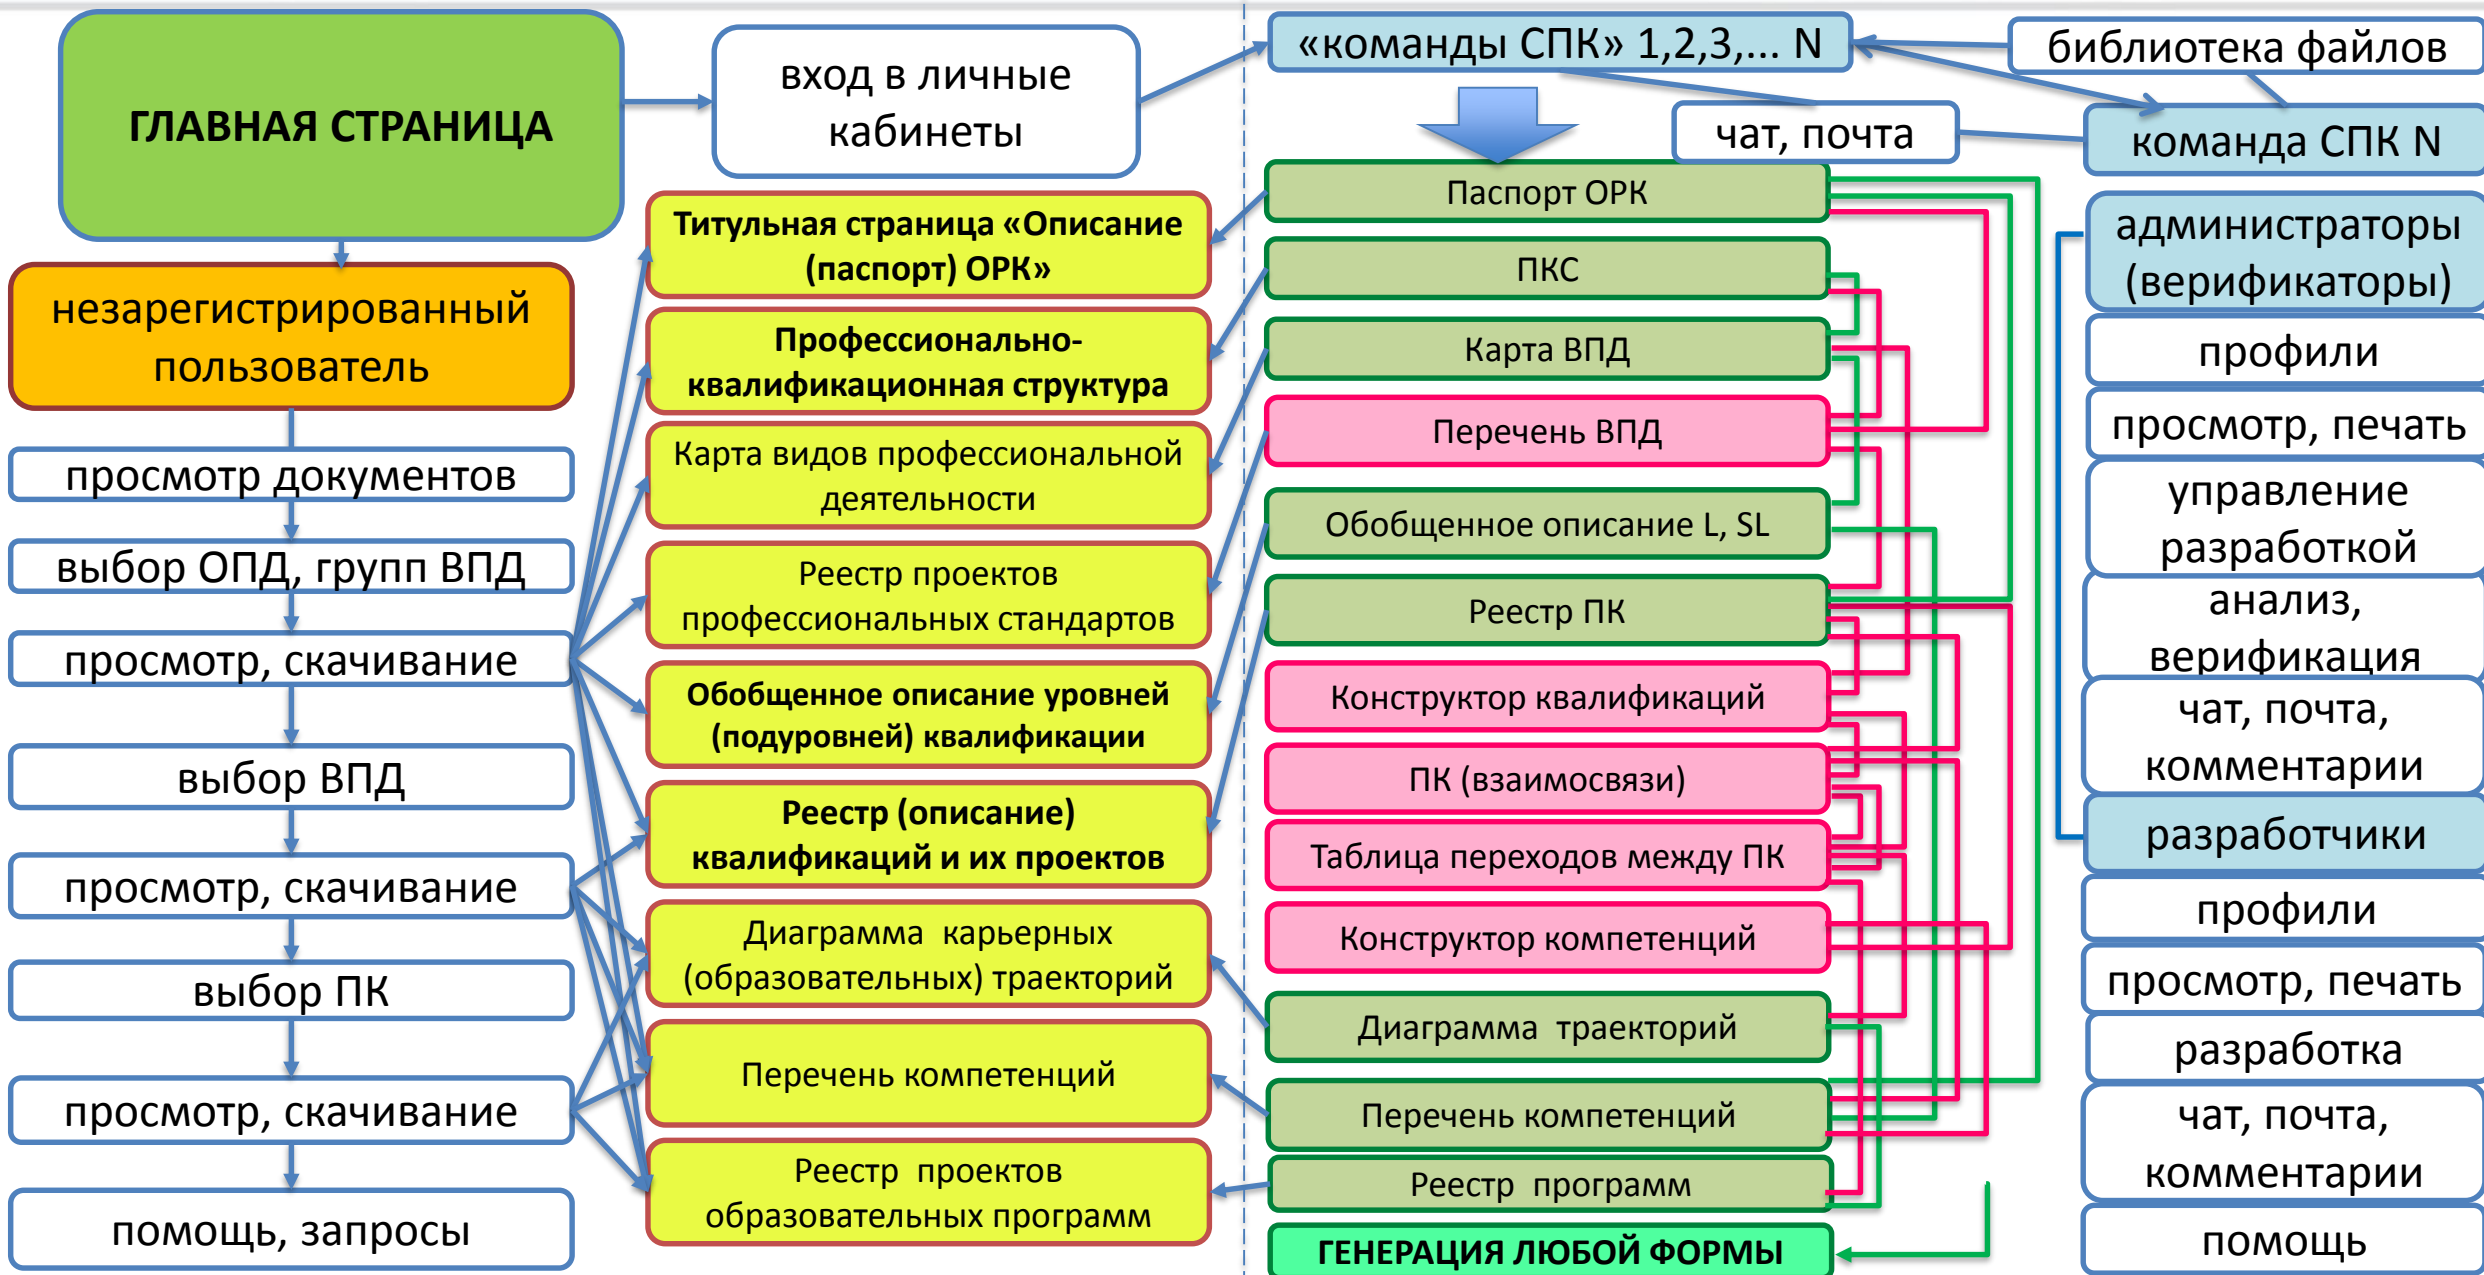 ГЛАВНАЯ СТРАНИЦА
незарегистрированный
пользователь
просмотр документов
выбор ОПД, групп ВПД
просмотр, скачивание
выбор ВПД
просмотр, скачивание
выбор ПК
просмотр, скачивание
помощь, запросы
вход в личные
кабинеты
Титульная страница «Описание
(паспорт) ОРК»
Профессионально-
квалификационная структура
Карта видов профессиональной
деятельности
Реестр проектов
профессиональных стандартов
Обобщенное описание уровней
(подуровней) квалификации
Реестр (описание)
квалификаций и их проектов
Диаграмма карьерных
(образовательных) траекторий
Перечень компетенций
Реестр проектов
образовательных программ
«команды СПК» 1,2,3,... N
чат, почта
Паспорт ОРК
ПКС
Карта ВПД
Перечень ВПД
Обобщенное описание L, SL
Реестр ПК
Конструктор квалификаций
ПК (взаимосвязи)
Таблица переходов между ПК
Конструктор компетенций
Диаграмма траекторий
Перечень компетенций
Реестр программ
ГЕНЕРАЦИЯ ЛЮБОЙ ФОРМЫ
библиотека файлов
команда СПК N
администраторы
(верификаторы)
профили
просмотр, печать
управление
разработкой
анализ,
верификация
чат, почта,
комментарии
разработчики
профили
просмотр, печать
разработка
чат, почта,
комментарии
помощь